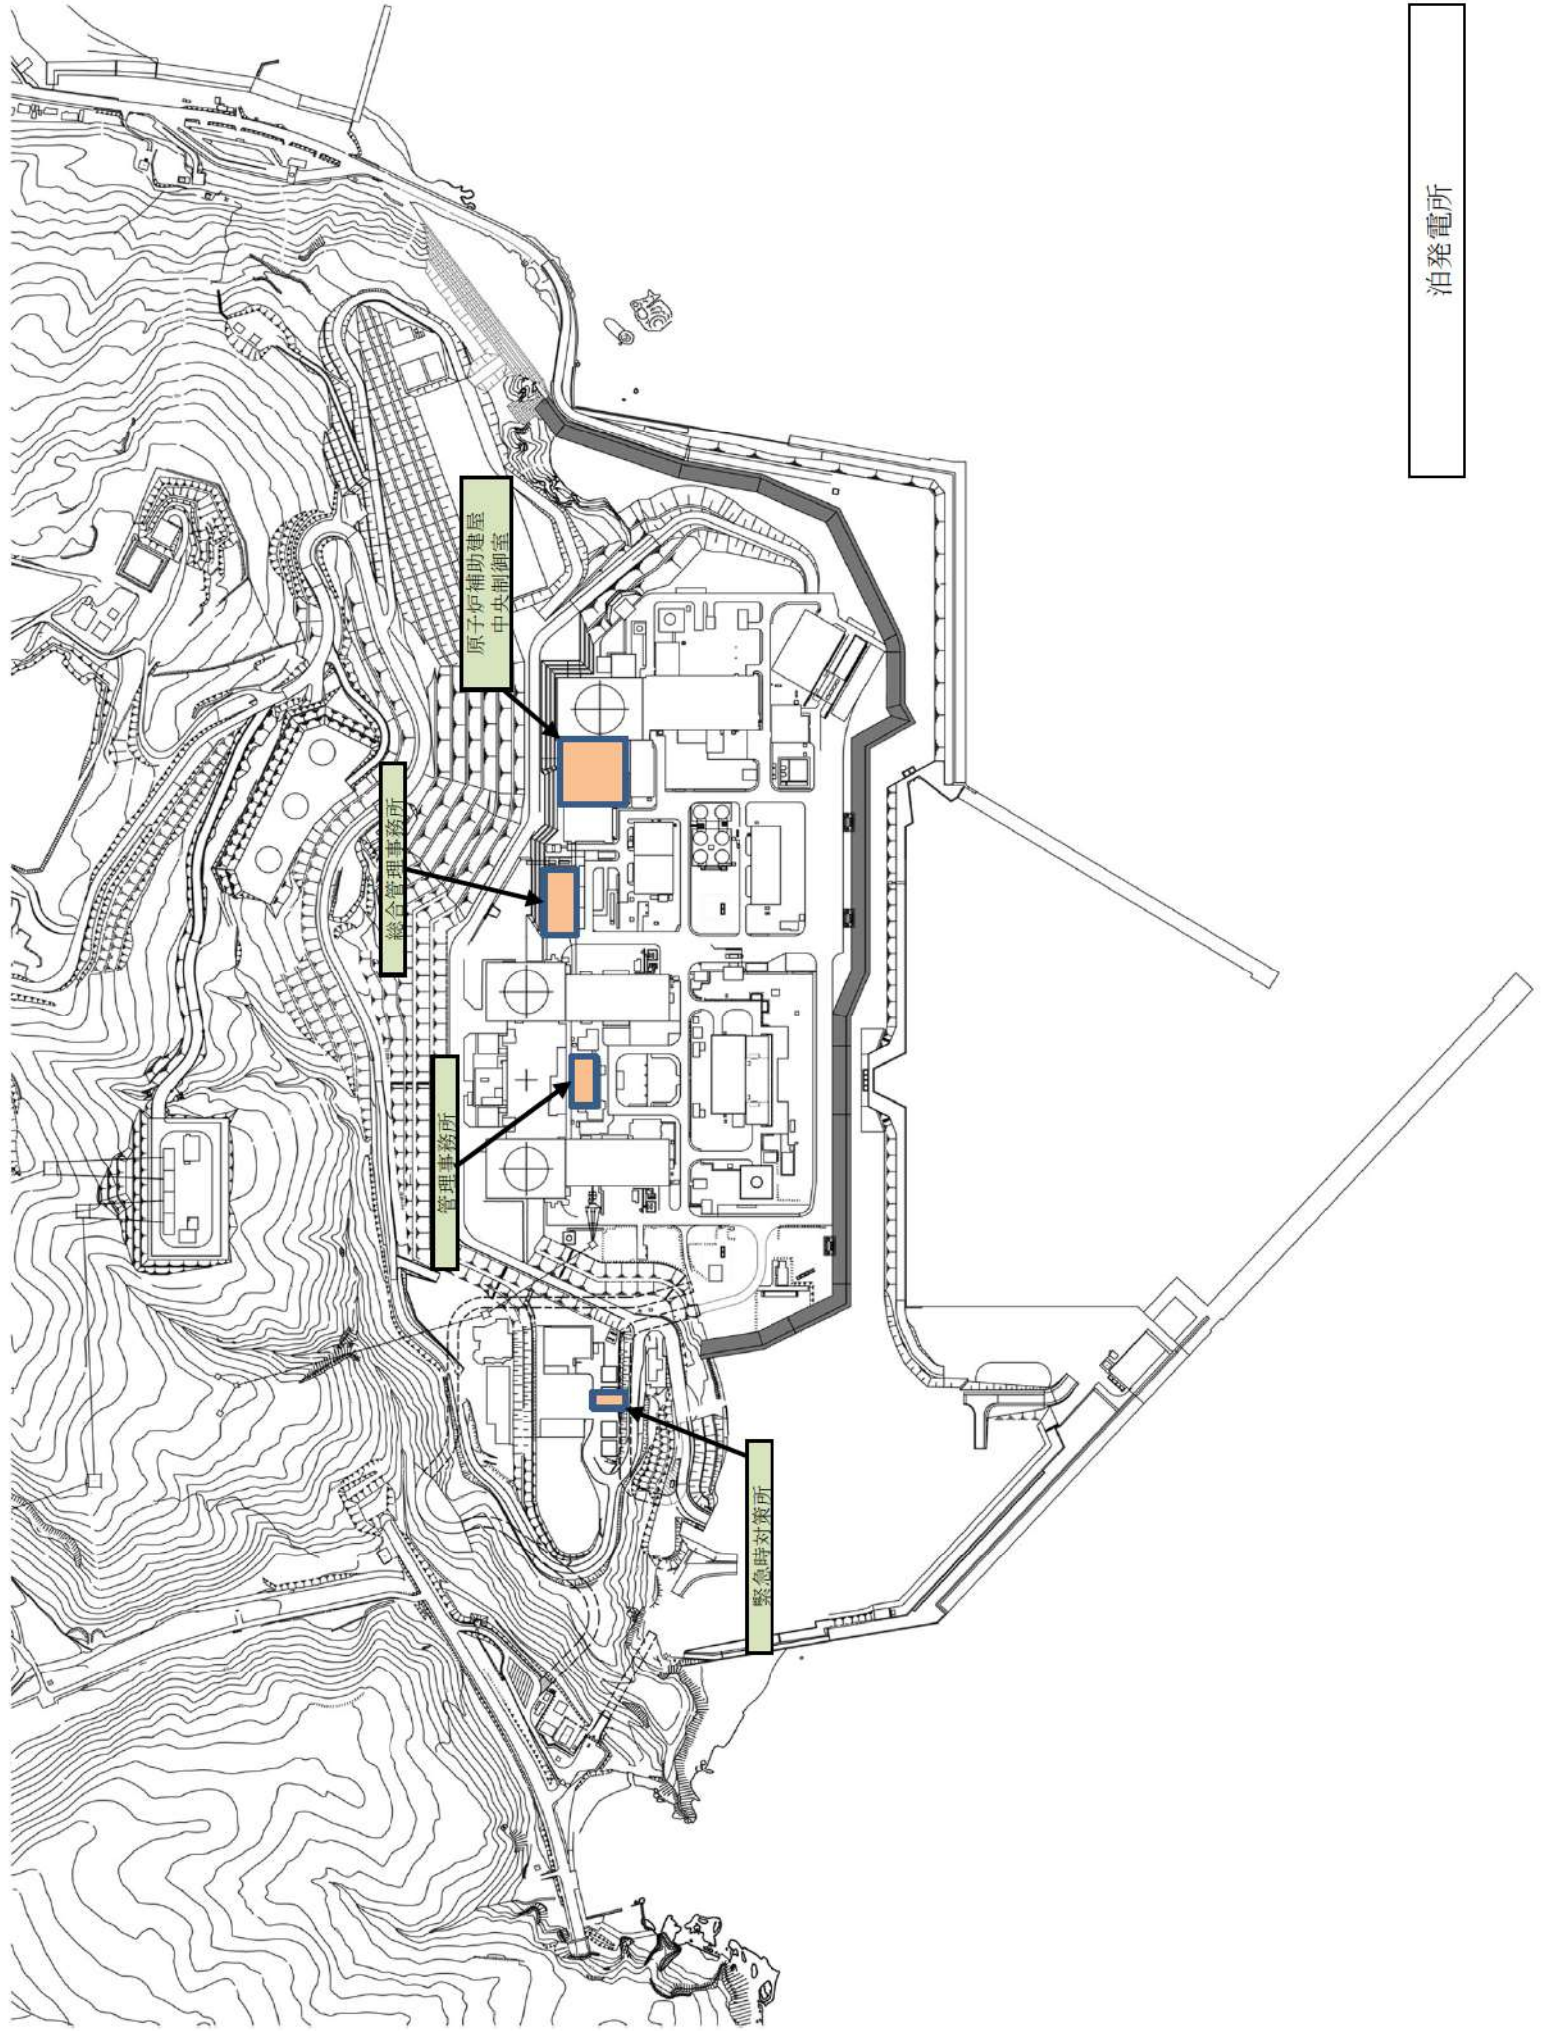 泊発電所
原子炉補助建屋
中央制御室
総合管理事務所
管理事務所
緊急時対策所